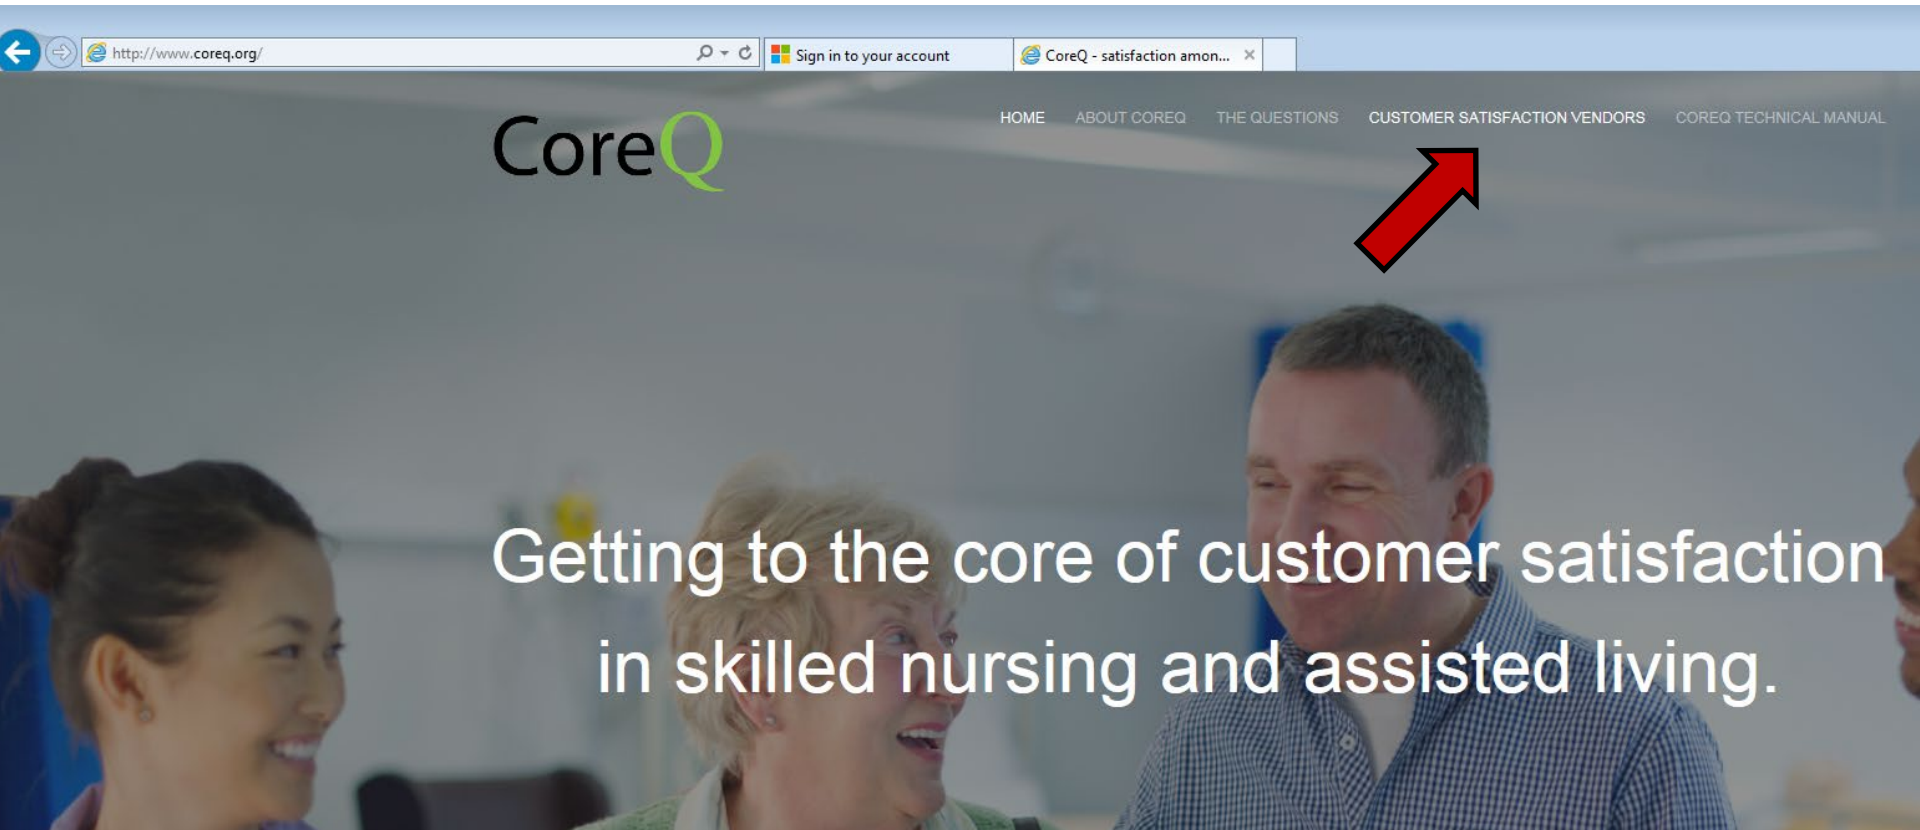 http://www.coreq.org/
Sign in to your account
CoreQ - satisfaction amon...
CoreQ
HOME
ABOUT COREQ
THE QUESTIONS
CUSTOMER SATISFACTION VENDORS
COREQ TECHNICAL MANUAL
Getting to the core of customer satisfaction
in skilled nursing and assisted living.